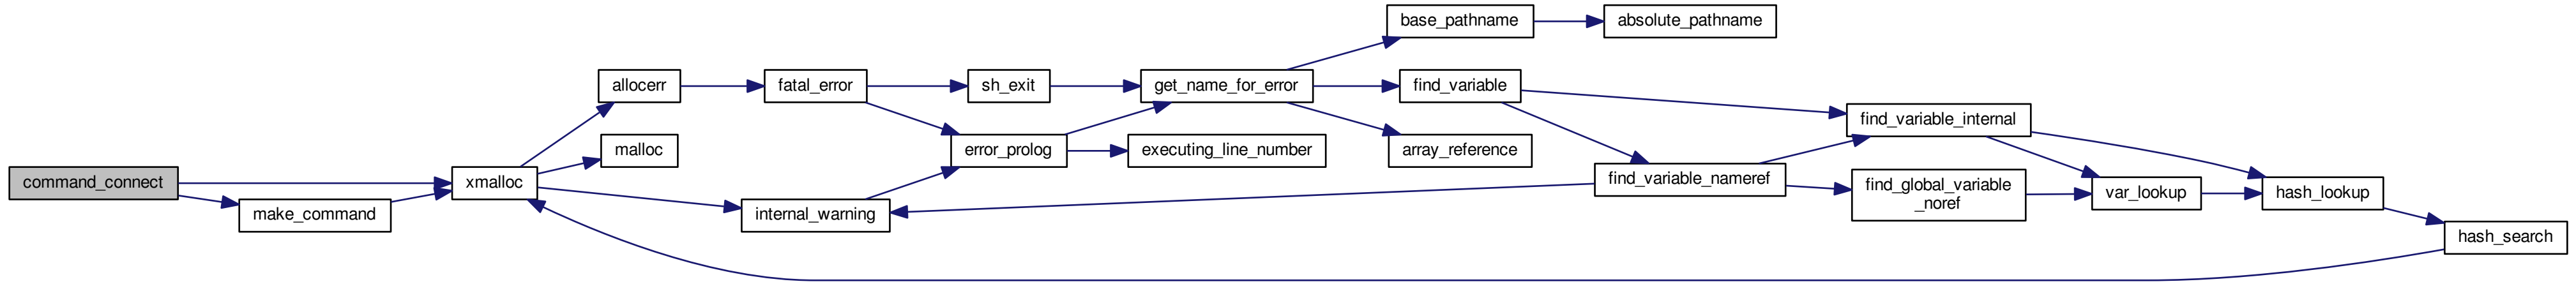 base_pathname
absolute_pathname
allocerr
fatal_error
sh_exit
get_name_for_error
find_variable
find_variable_internal
malloc
error_prolog
executing_line_number
array_reference
command_connect
xmalloc
find_variable_nameref
find_global_variable
_noref
var_lookup
hash_lookup
make_command
internal_warning
hash_search